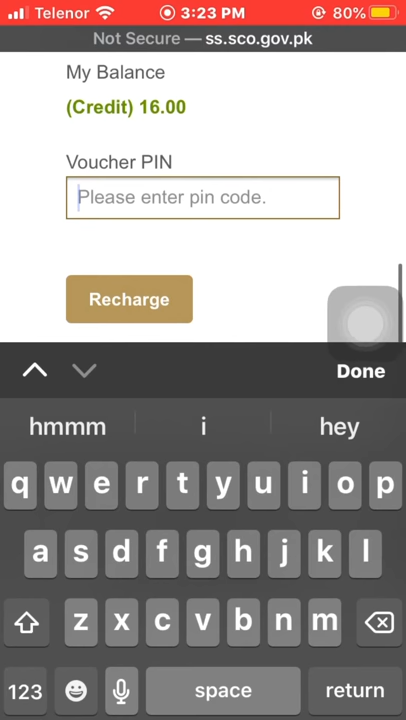 Telenor 3:23 PM 80%
Not Secure — ss.sco.gov.pk
My Balance
(Credit) 16.00
Voucher PIN
Please enter pin code.
Recharge
Done
hmmm i hey
q w e r t y u i o p
a s d f g h j k l
z x c v b n m
123 space return